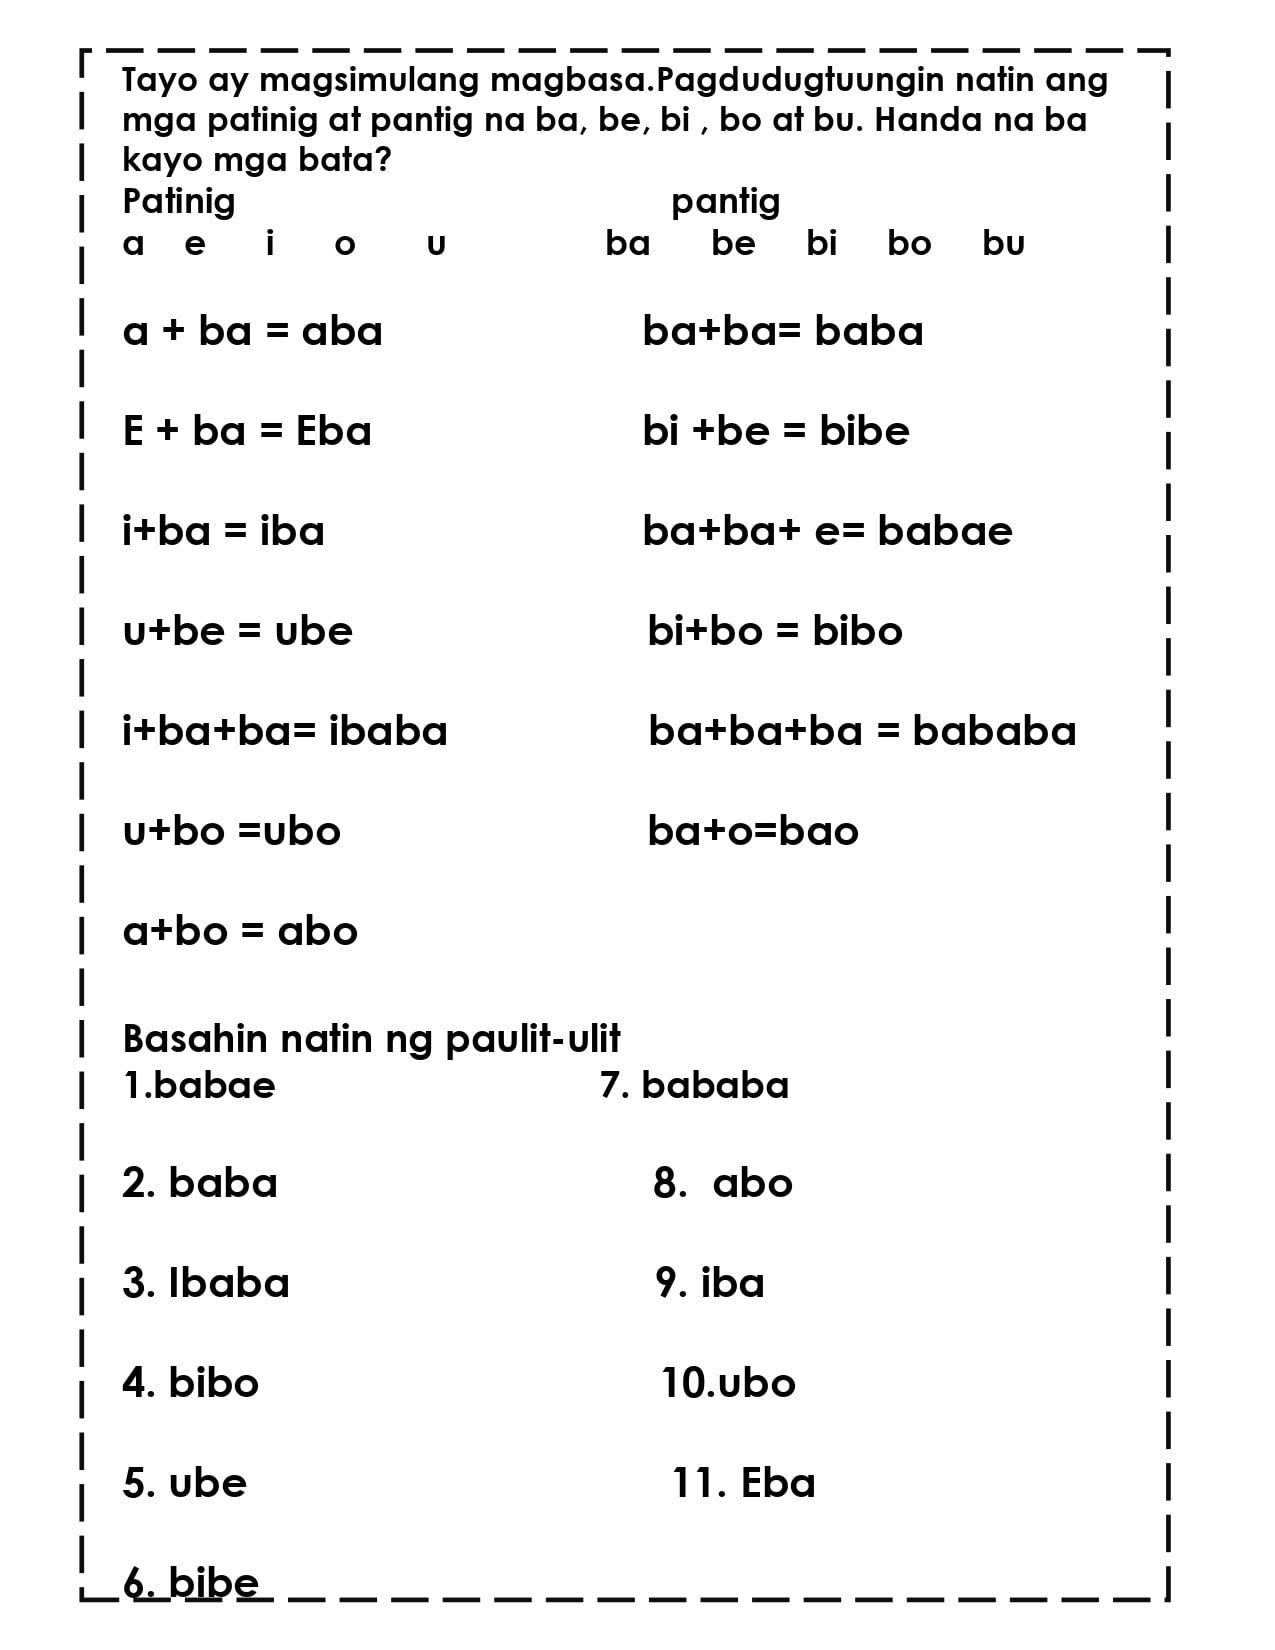 Tayo ay magsimulang magbasa.Pagdudugtuungin natin ang
mga patinig at pantig na ba, be, bi , bo at bu. Handa na ba
kayo mga bata?
Patinig pantig
a e i o u ba be bi bo bu
a + ba = aba ba+ba= baba
E + ba = Eba bi +be = bibe
i+ba = iba ba+ba+ e= babae
u+be = ube bi+bo = bibo
i+ba+ba= ibaba ba+ba+ba = bababa
u+bo =ubo ba+o=bao
a+bo = abo
Basahin natin ng paulit-ulit
1.babae 7. bababa
2. baba 8. abo
3. Ibaba 9. iba
4. bibo 10.ubo
5. ube 11. Eba
6. bibe